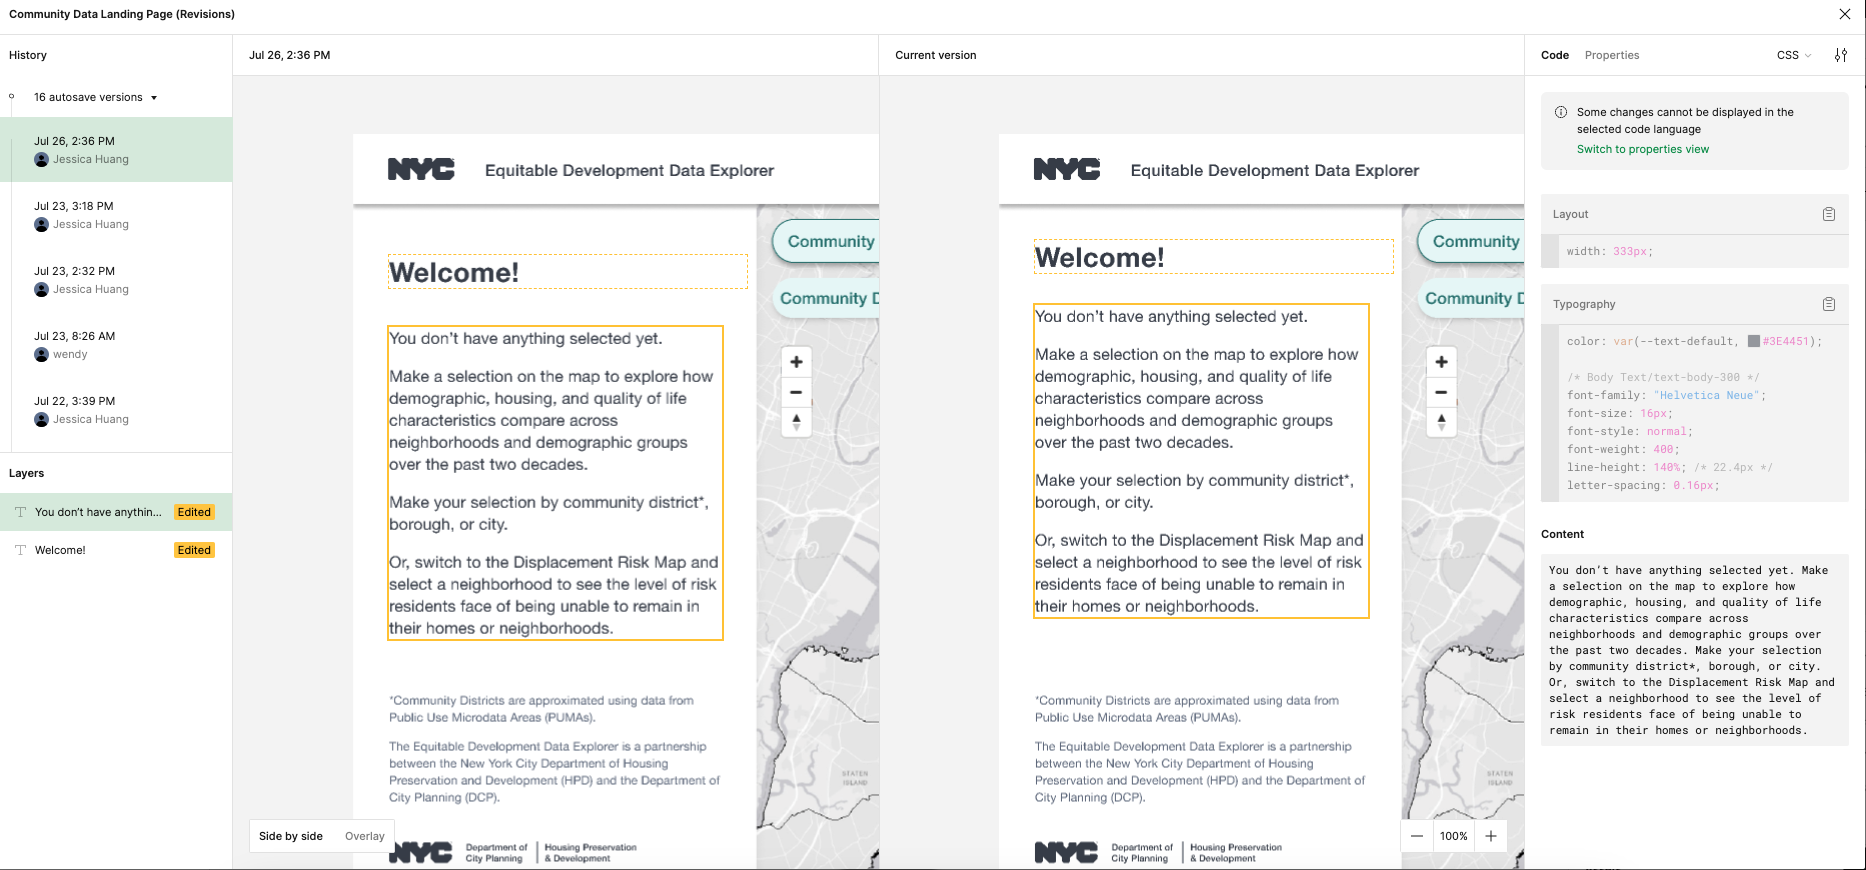 Community Data Landing Page (Revisions)
History
16 autosave versions
Jul 26, 2:36 PM
Jessica Huang
Jul 23, 3:18 PM
Jessica Huang
Jul 23, 2:32 PM
Jessica Huang
Jul 23, 8:26 AM
wendy
Jul 22, 3:39 PM
Jessica Huang
Layers
You don't have anythin... Edited
Welcome! Edited
Jul 26, 2:36 PM
NYC Equitable Development Data Explorer
Welcome!
You don't have anything selected yet.
Make a selection on the map to explore how
demographic, housing, and quality of life
characteristics compare across
neighborhoods and demographic groups
over the past two decades.
Make your selection by community district*,
borough, or city.
Or, switch to the Displacement Risk Map and
select a neighborhood to see the level of risk
residents face of being unable to remain in
their homes or neighborhoods.
*Community Districts are approximated using data from
Public Use Microdata Areas (PUMAs).
The Equitable Development Data Explorer is a partnership
between the New York City Department of Housing
Preservation and Development (HPD) and the Department of
City Planning (DCP).
NYC Department of City Planning Housing Preservation & Development
Community
Community D
STATEN
ISLAND
Side by side Overlay
Current version
NYC Equitable Development Data Explorer
Welcome!
You don't have anything selected yet.
Make a selection on the map to explore how
demographic, housing, and quality of life
characteristics compare across
neighborhoods and demographic groups
over the past two decades.
Make your selection by community district*,
borough, or city.
Or, switch to the Displacement Risk Map and
select a neighborhood to see the level of risk
residents face of being unable to remain in
their homes or neighborhoods.
*Community Districts are approximated using data from
Public Use Microdata Areas (PUMAs).
The Equitable Development Data Explorer is a partnership
between the New York City Department of Housing
Preservation and Development (HPD) and the Department of
City Planning (DCP).
NYC Department of City Planning Housing Preservation & Development
Community
Community D
STATEN
ISLAND
100%
Code Properties CSS
Some changes cannot be displayed in the
selected code language
Switch to properties view
Layout
width: 333px;
Typography
color: var(--text-default, #3E4451);
/* Body Text/text-body-300 */
font-family: "Helvetica Neue";
font-size: 16px;
font-style: normal;
font-weight: 400;
line-height: 140%; /* 22.4px */
letter-spacing: 0.16px;
Content
You don't have anything selected yet. Make
a selection on the map to explore how
demographic, housing, and quality of life
characteristics compare across
neighborhoods and demographic groups over
the past two decades. Make your selection
by community district*, borough, or city.
Or, switch to the Displacement Risk Map and
select a neighborhood to see the level of
risk residents face of being unable to
remain in their homes or neighborhoods.